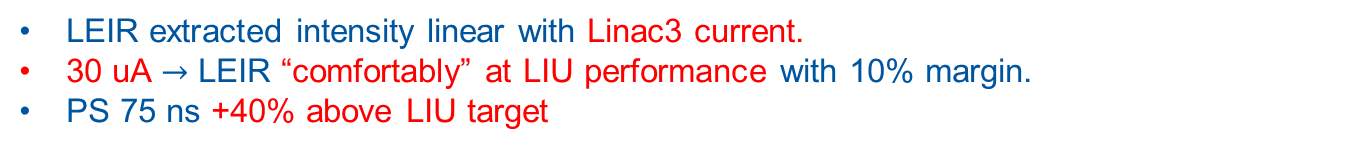 • LEIR extracted intensity linear with Linac3 current.
• 30 uA → LEIR “comfortably” at LIU performance with 10% margin.
• PS 75 ns +40% above LIU target